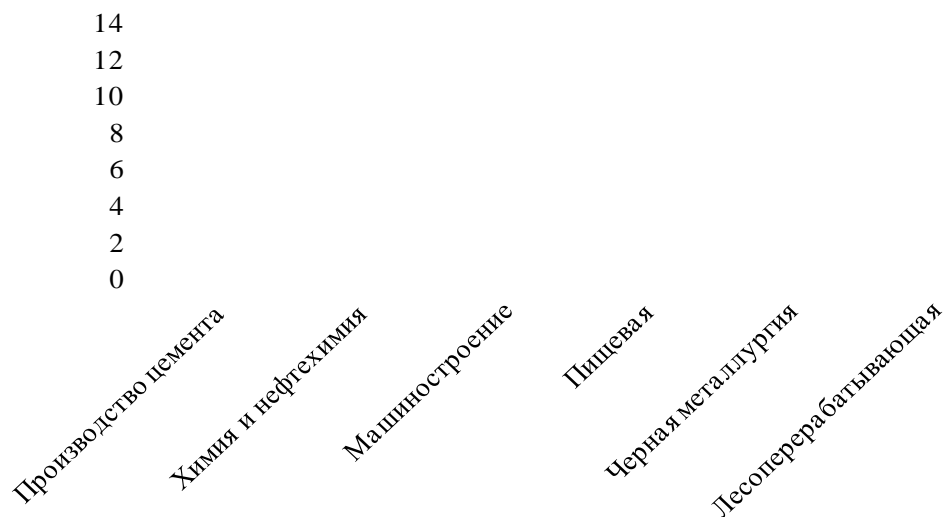 14
12
10
8
6
4
2
0
Производство цемента
Химия и нефтехимия
Машиностроение
Пищевая
Черная металлургия
Лесоперерабатывающая